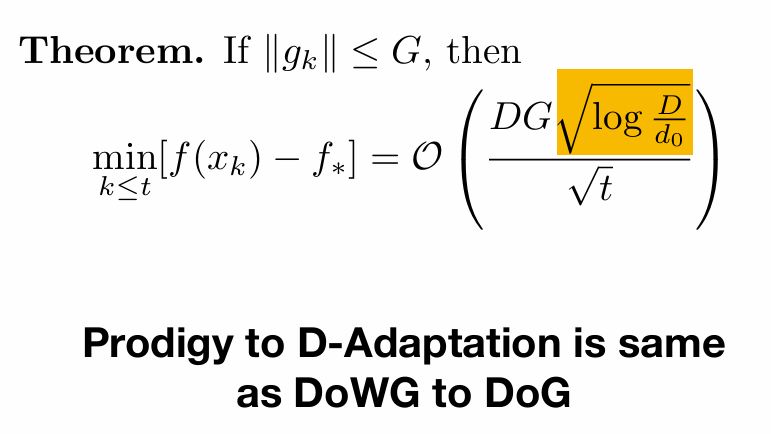 Theorem. If ‖g_k‖ ≤ G, then
min_{k≤t}[f(x_k) − f_*] = 𝒪(DG√(log D/d_0)/√t)
Prodigy to D-Adaptation is same
as DoWG to DoG